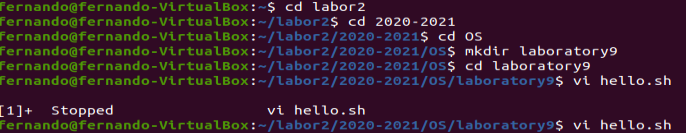 fernando@fernando-VirtualBox:~$ cd labor2
fernando@fernando-VirtualBox:~/labor2$ cd 2020-2021
fernando@fernando-VirtualBox:~/labor2/2020-2021$ cd OS
fernando@fernando-VirtualBox:~/labor2/2020-2021/OS$ mkdir laboratory9
fernando@fernando-VirtualBox:~/labor2/2020-2021/OS$ cd laboratory9
fernando@fernando-VirtualBox:~/labor2/2020-2021/OS/laboratory9$ vi hello.sh
[1]+  Stopped                 vi hello.sh
fernando@fernando-VirtualBox:~/labor2/2020-2021/OS/laboratory9$ vi hello.sh